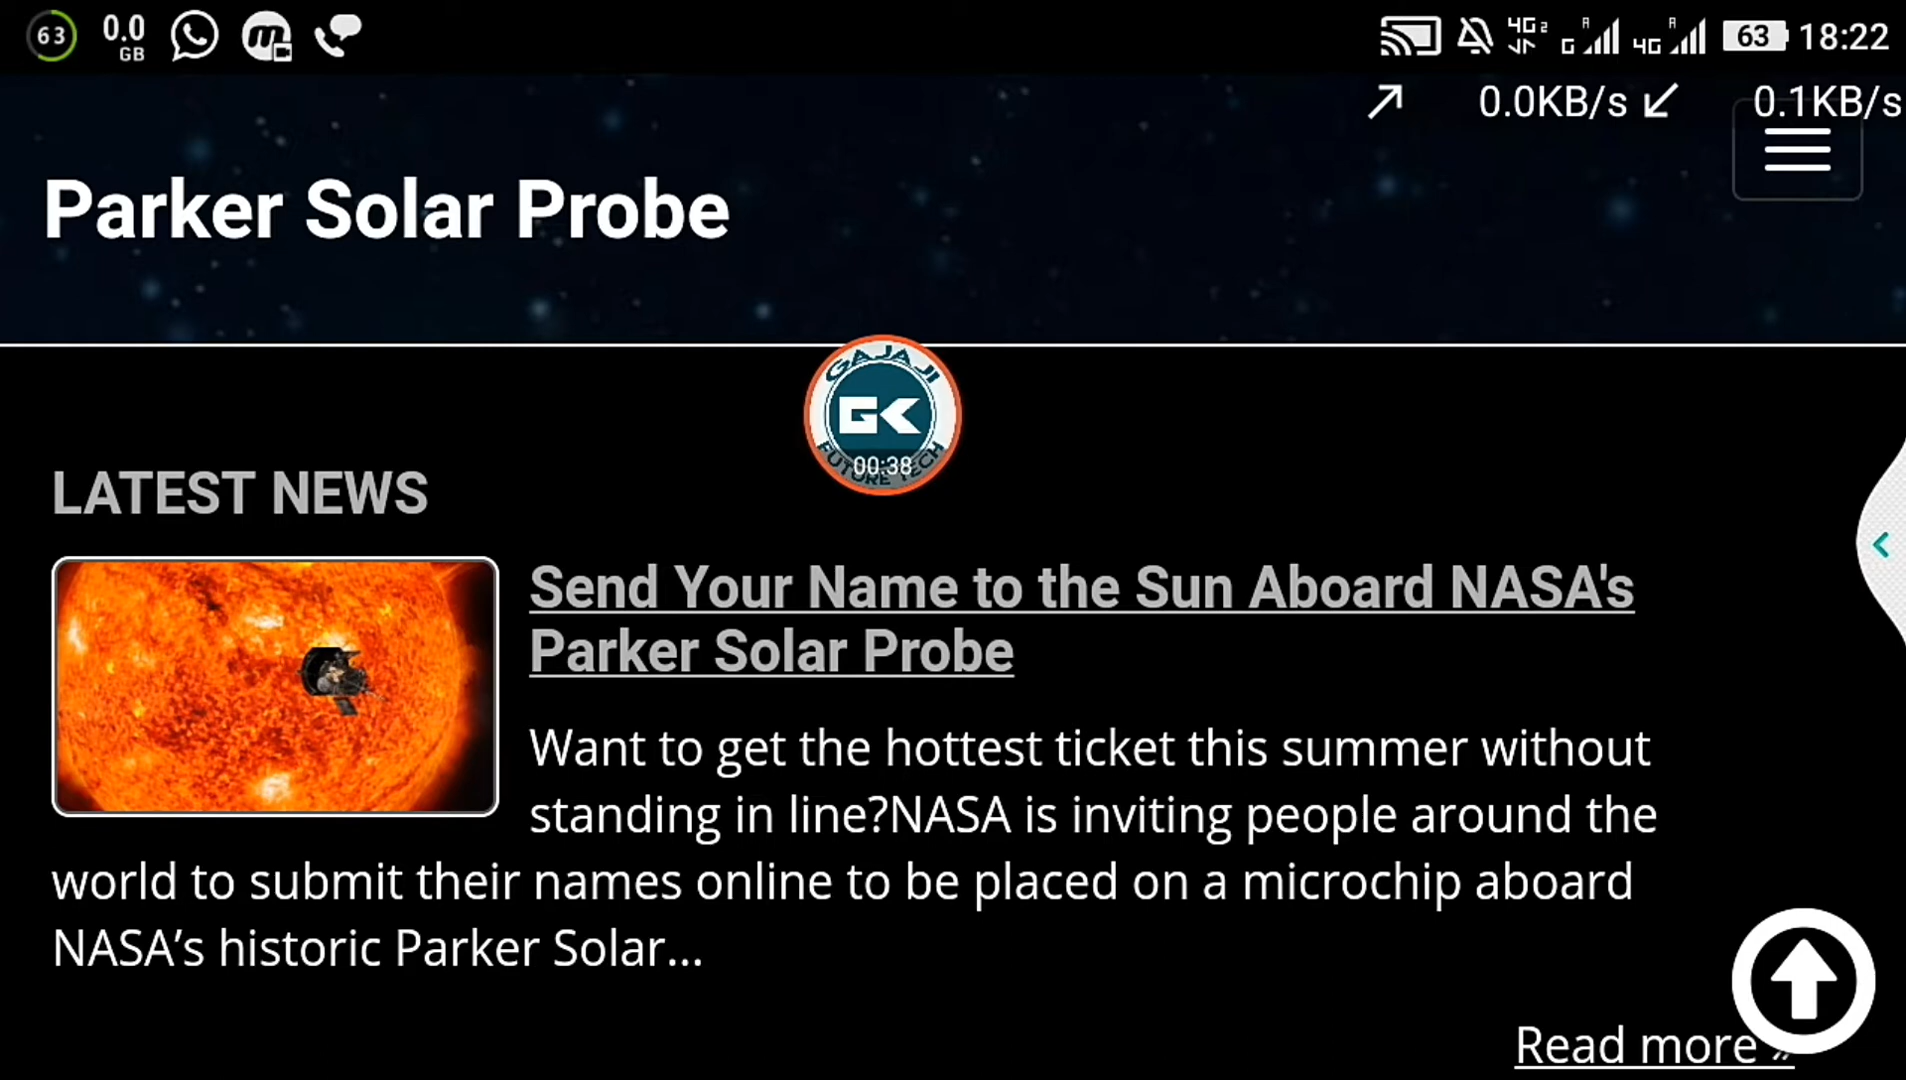 63 0.0 GB 4G2 G R 4G R 63 18:22
0.0KB/s 0.1KB/s
Parker Solar Probe
GAJAJI
GK
00:38
FUTURE TECH
LATEST NEWS
Send Your Name to the Sun Aboard NASA's
Parker Solar Probe
Want to get the hottest ticket this summer without
standing in line?NASA is inviting people around the
world to submit their names online to be placed on a microchip aboard
NASA’s historic Parker Solar...
Read more »